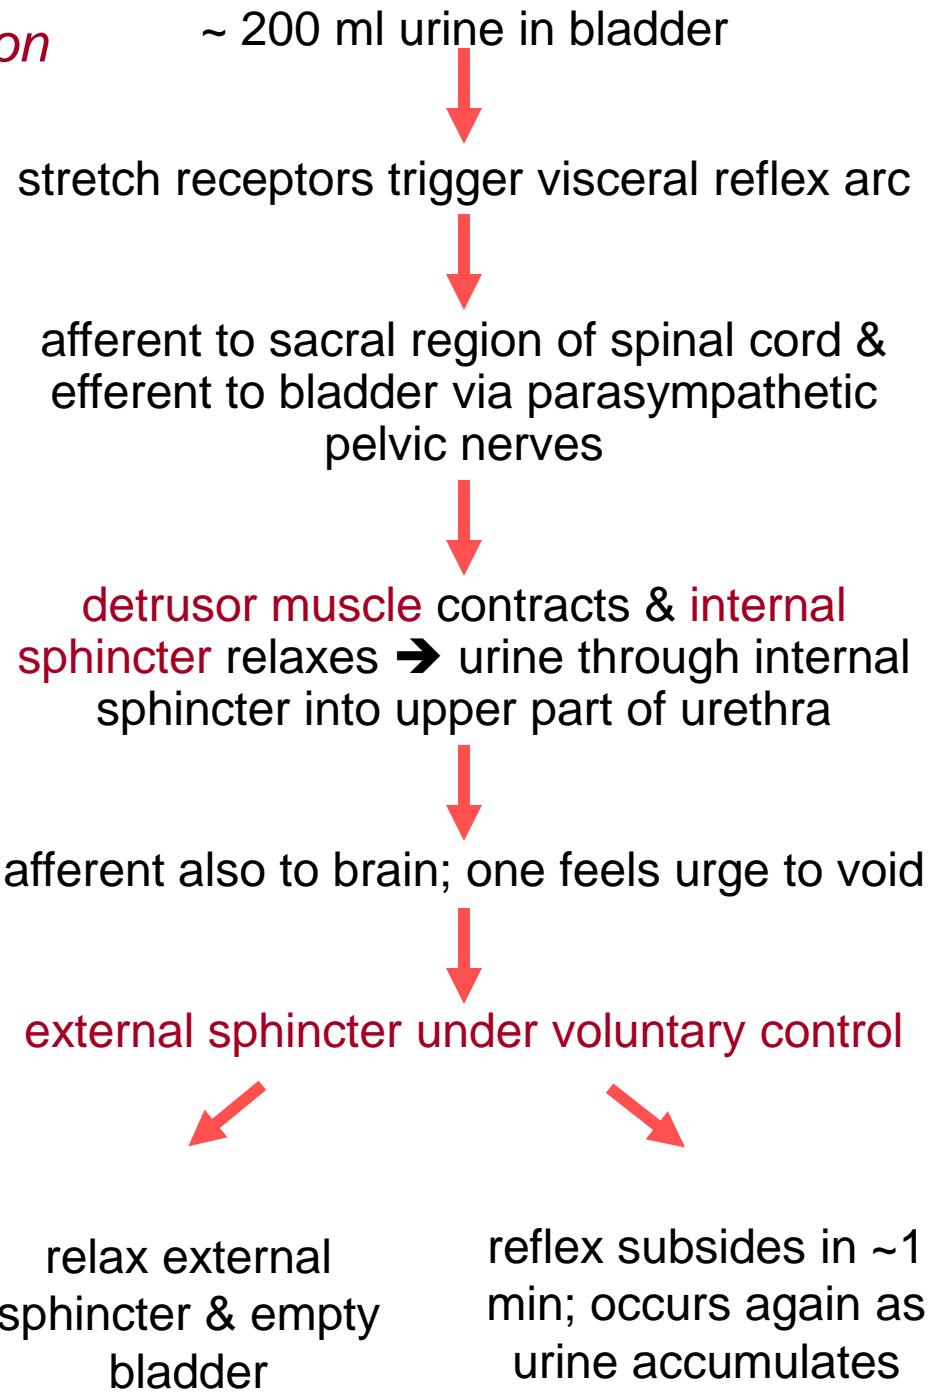 on
~ 200 ml urine in bladder
stretch receptors trigger visceral reflex arc
afferent to sacral region of spinal cord &
efferent to bladder via parasympathetic
pelvic nerves
detrusor muscle contracts & internal
sphincter relaxes ➔ urine through internal
sphincter into upper part of urethra
afferent also to brain; one feels urge to void
external sphincter under voluntary control
relax external
sphincter & empty
bladder
reflex subsides in ~1
min; occurs again as
urine accumulates